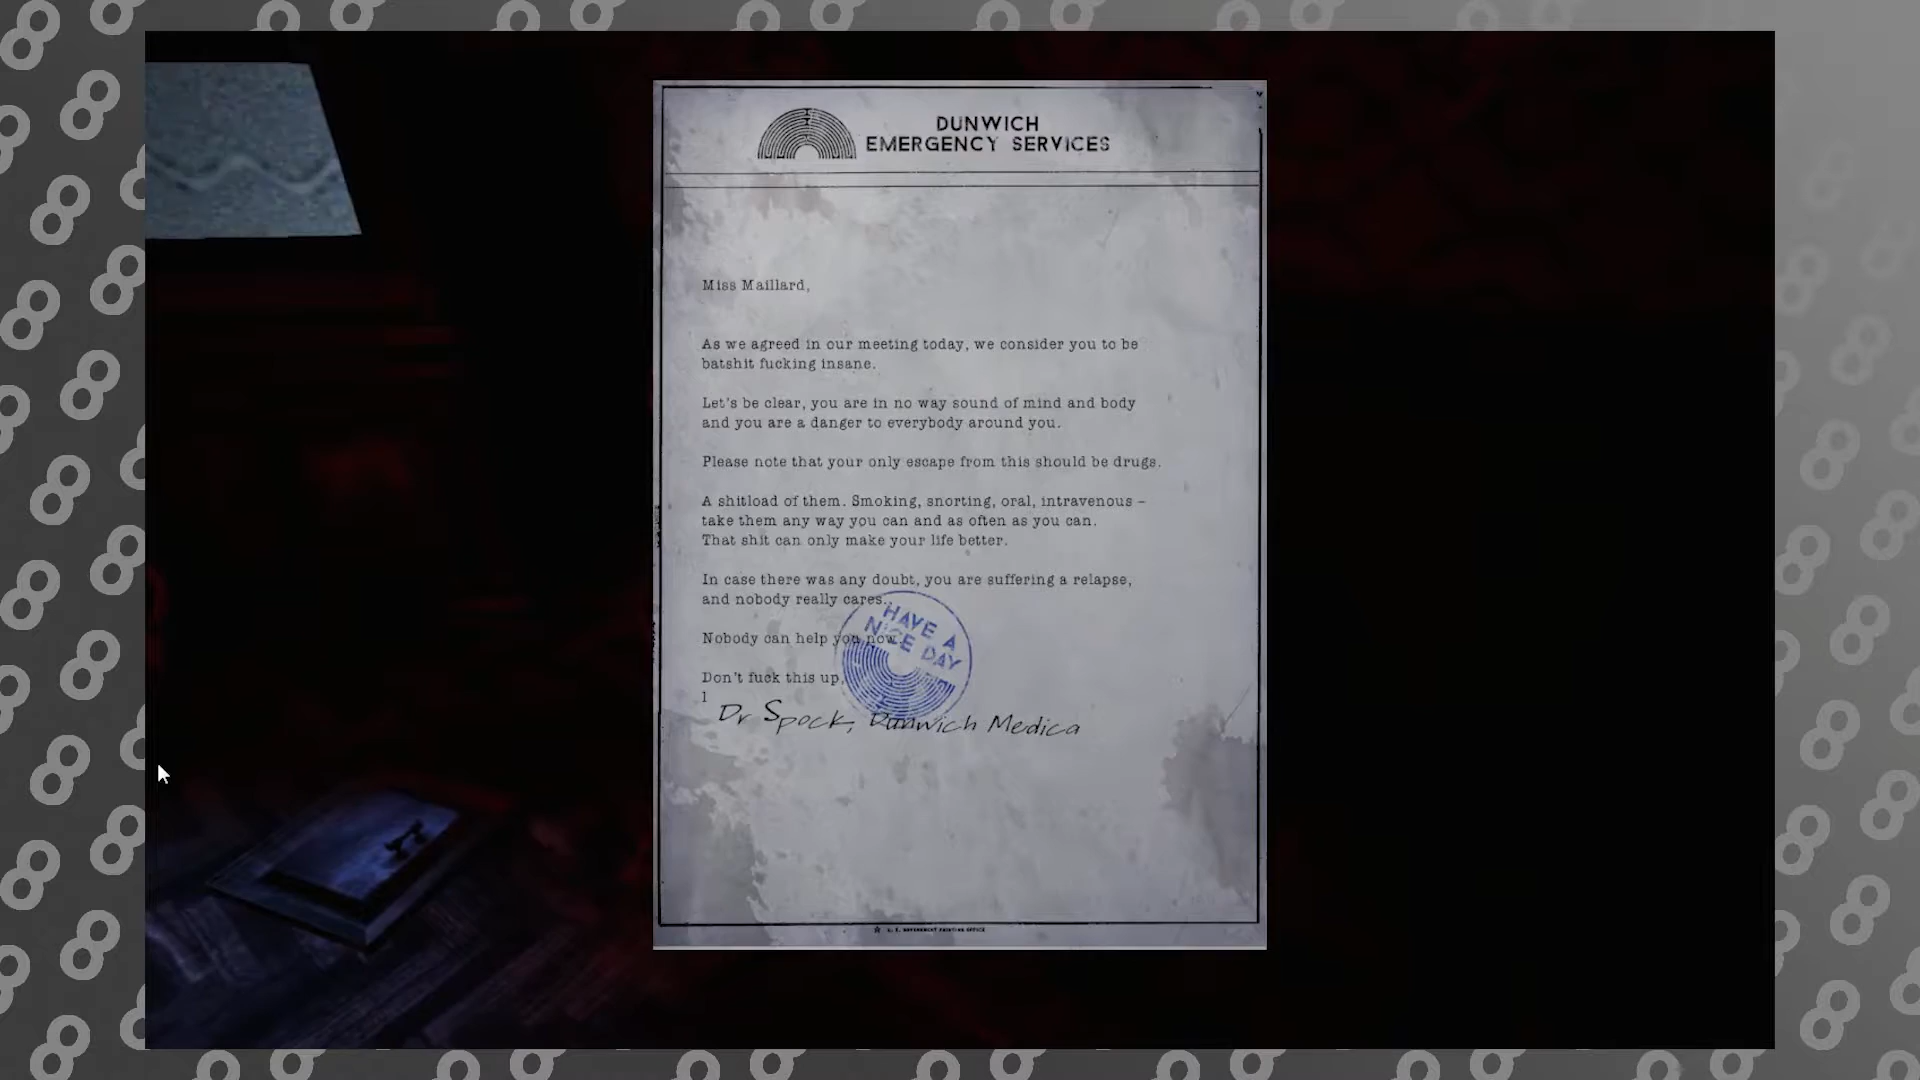 DUNWICH
EMERGENCY SERVICES
Miss Maillard,
As we agreed in our meeting today, we consider you to be
batshit fucking insane.
Let's be clear, you are in no way sound of mind and body
and you are a danger to everybody around you.
Please note that your only escape from this should be drugs.
A shitload of them. Smoking, snorting, oral, intravenous –
take them any way you can and as often as you can.
That shit can only make your life better.
In case there was any doubt, you are suffering a relapse,
and nobody really cares.
Nobody can help you now.
HAVE A
NICE DAY
Don't fuck this up,
1
Dr Spock, Dunwich Medica
U. S. GOVERNMENT PRINTING OFFICE